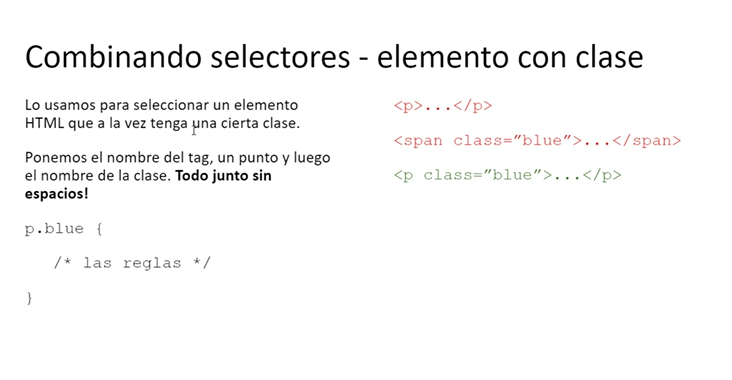 Combinando selectores - elemento con clase
Lo usamos para seleccionar un elemento
HTML que a la vez tenga una cierta clase.
Ponemos el nombre del tag, un punto y luego
el nombre de la clase. Todo junto sin
espacios!
p.blue {
/* las reglas */
}
<p>...</p>
<span class=”blue”>...</span>
<p class=”blue”>...</p>